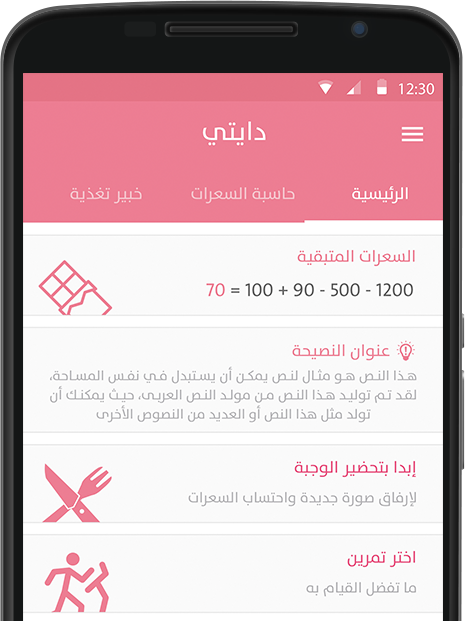 12:30
دايتي
الرئيسية
حاسبة السعرات
خبير تغذية
السعرات المتبقية
70 = 100 + 90 - 500 - 1200
عنوان النصيحة
هذا النص هو مثال لنص يمكن أن يستبدل في نفس المساحة،
لقد تم توليد هذا النص من مولد النص العربى، حيث يمكنك أن
تولد مثل هذا النص أو العديد من النصوص الأخرى
إبدا بتحضير الوجبة
لإرفاق صورة جديدة واحتساب السعرات
اختر تمرين
ما تفضل القيام به